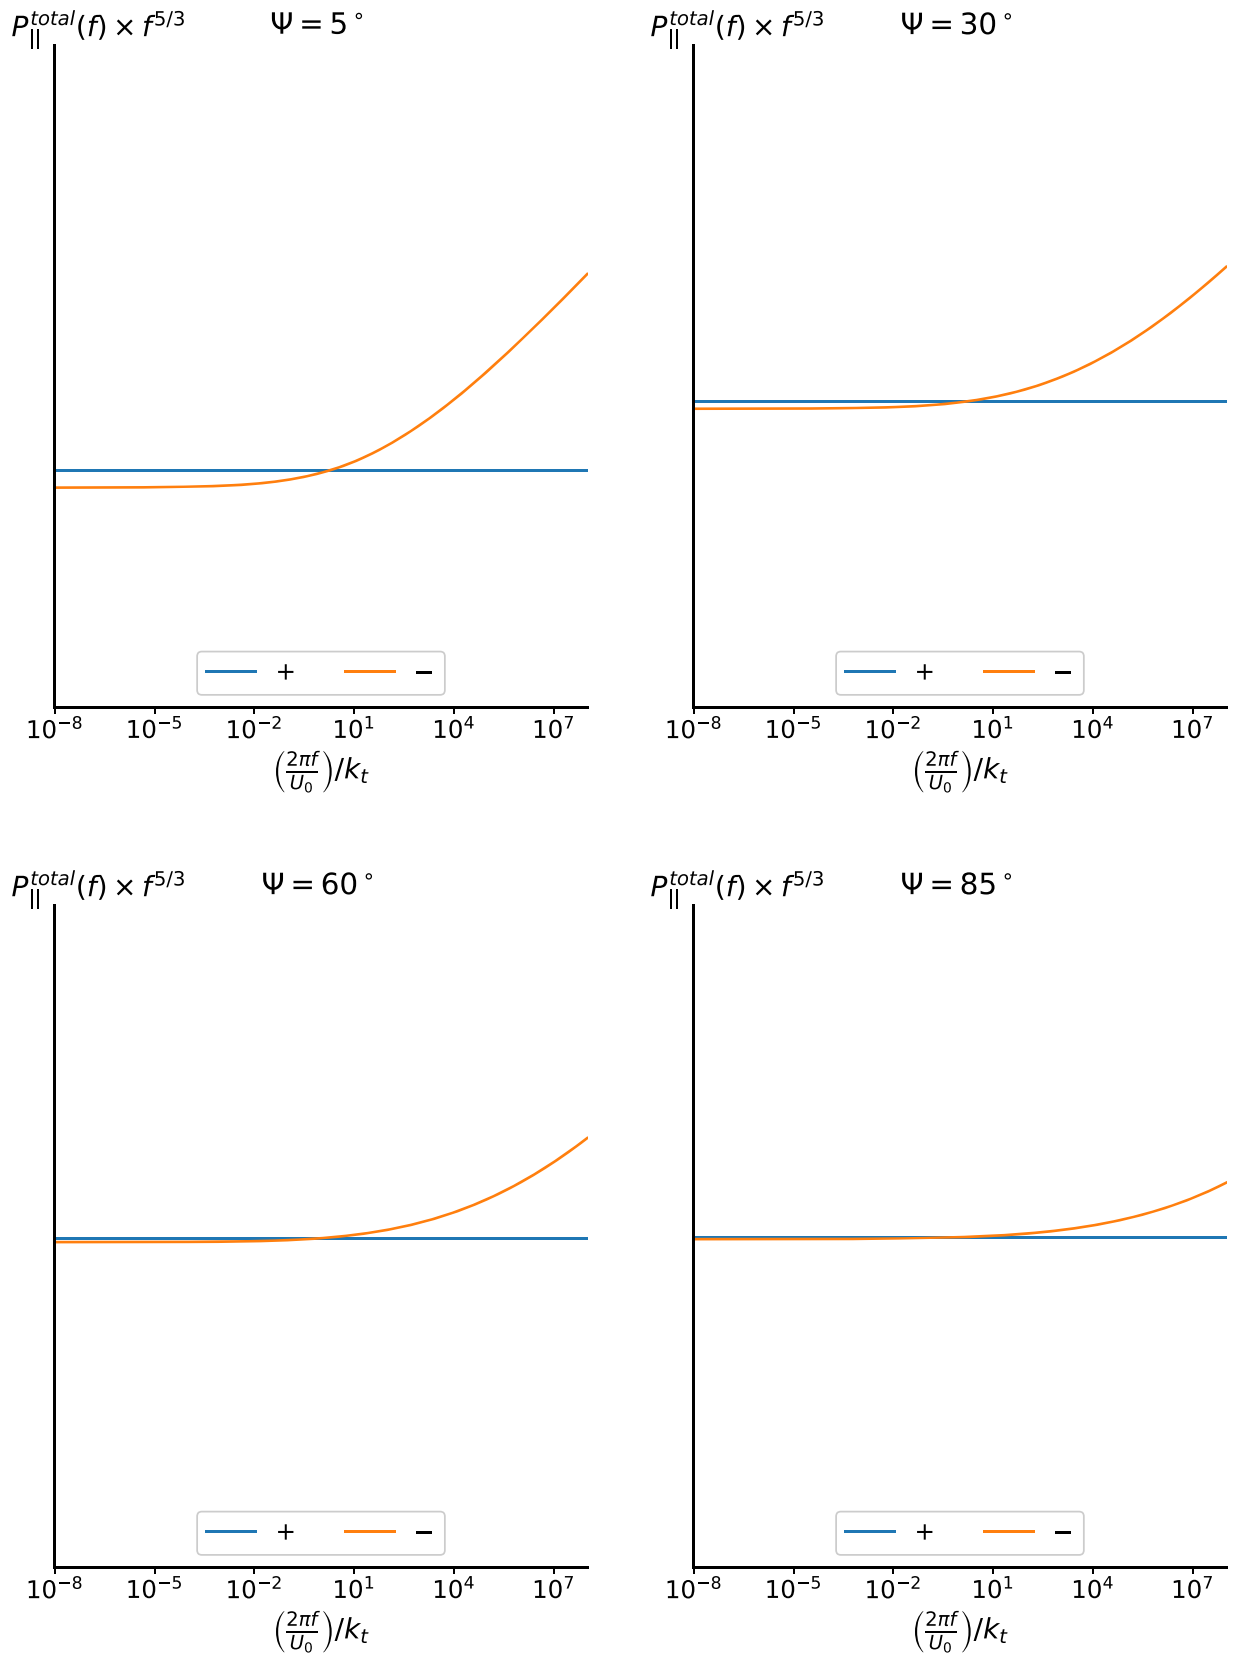 P_{||}^{total}(f) × f^{5/3} Ψ = 5°
+ −
10^{-8} 10^{-5} 10^{-2} 10^{1} 10^{4} 10^{7}
(\frac{2πf}{U_0})/k_t
P_{||}^{total}(f) × f^{5/3} Ψ = 30°
+ −
10^{-8} 10^{-5} 10^{-2} 10^{1} 10^{4} 10^{7}
(\frac{2πf}{U_0})/k_t
P_{||}^{total}(f) × f^{5/3} Ψ = 60°
+ −
10^{-8} 10^{-5} 10^{-2} 10^{1} 10^{4} 10^{7}
(\frac{2πf}{U_0})/k_t
P_{||}^{total}(f) × f^{5/3} Ψ = 85°
+ −
10^{-8} 10^{-5} 10^{-2} 10^{1} 10^{4} 10^{7}
(\frac{2πf}{U_0})/k_t